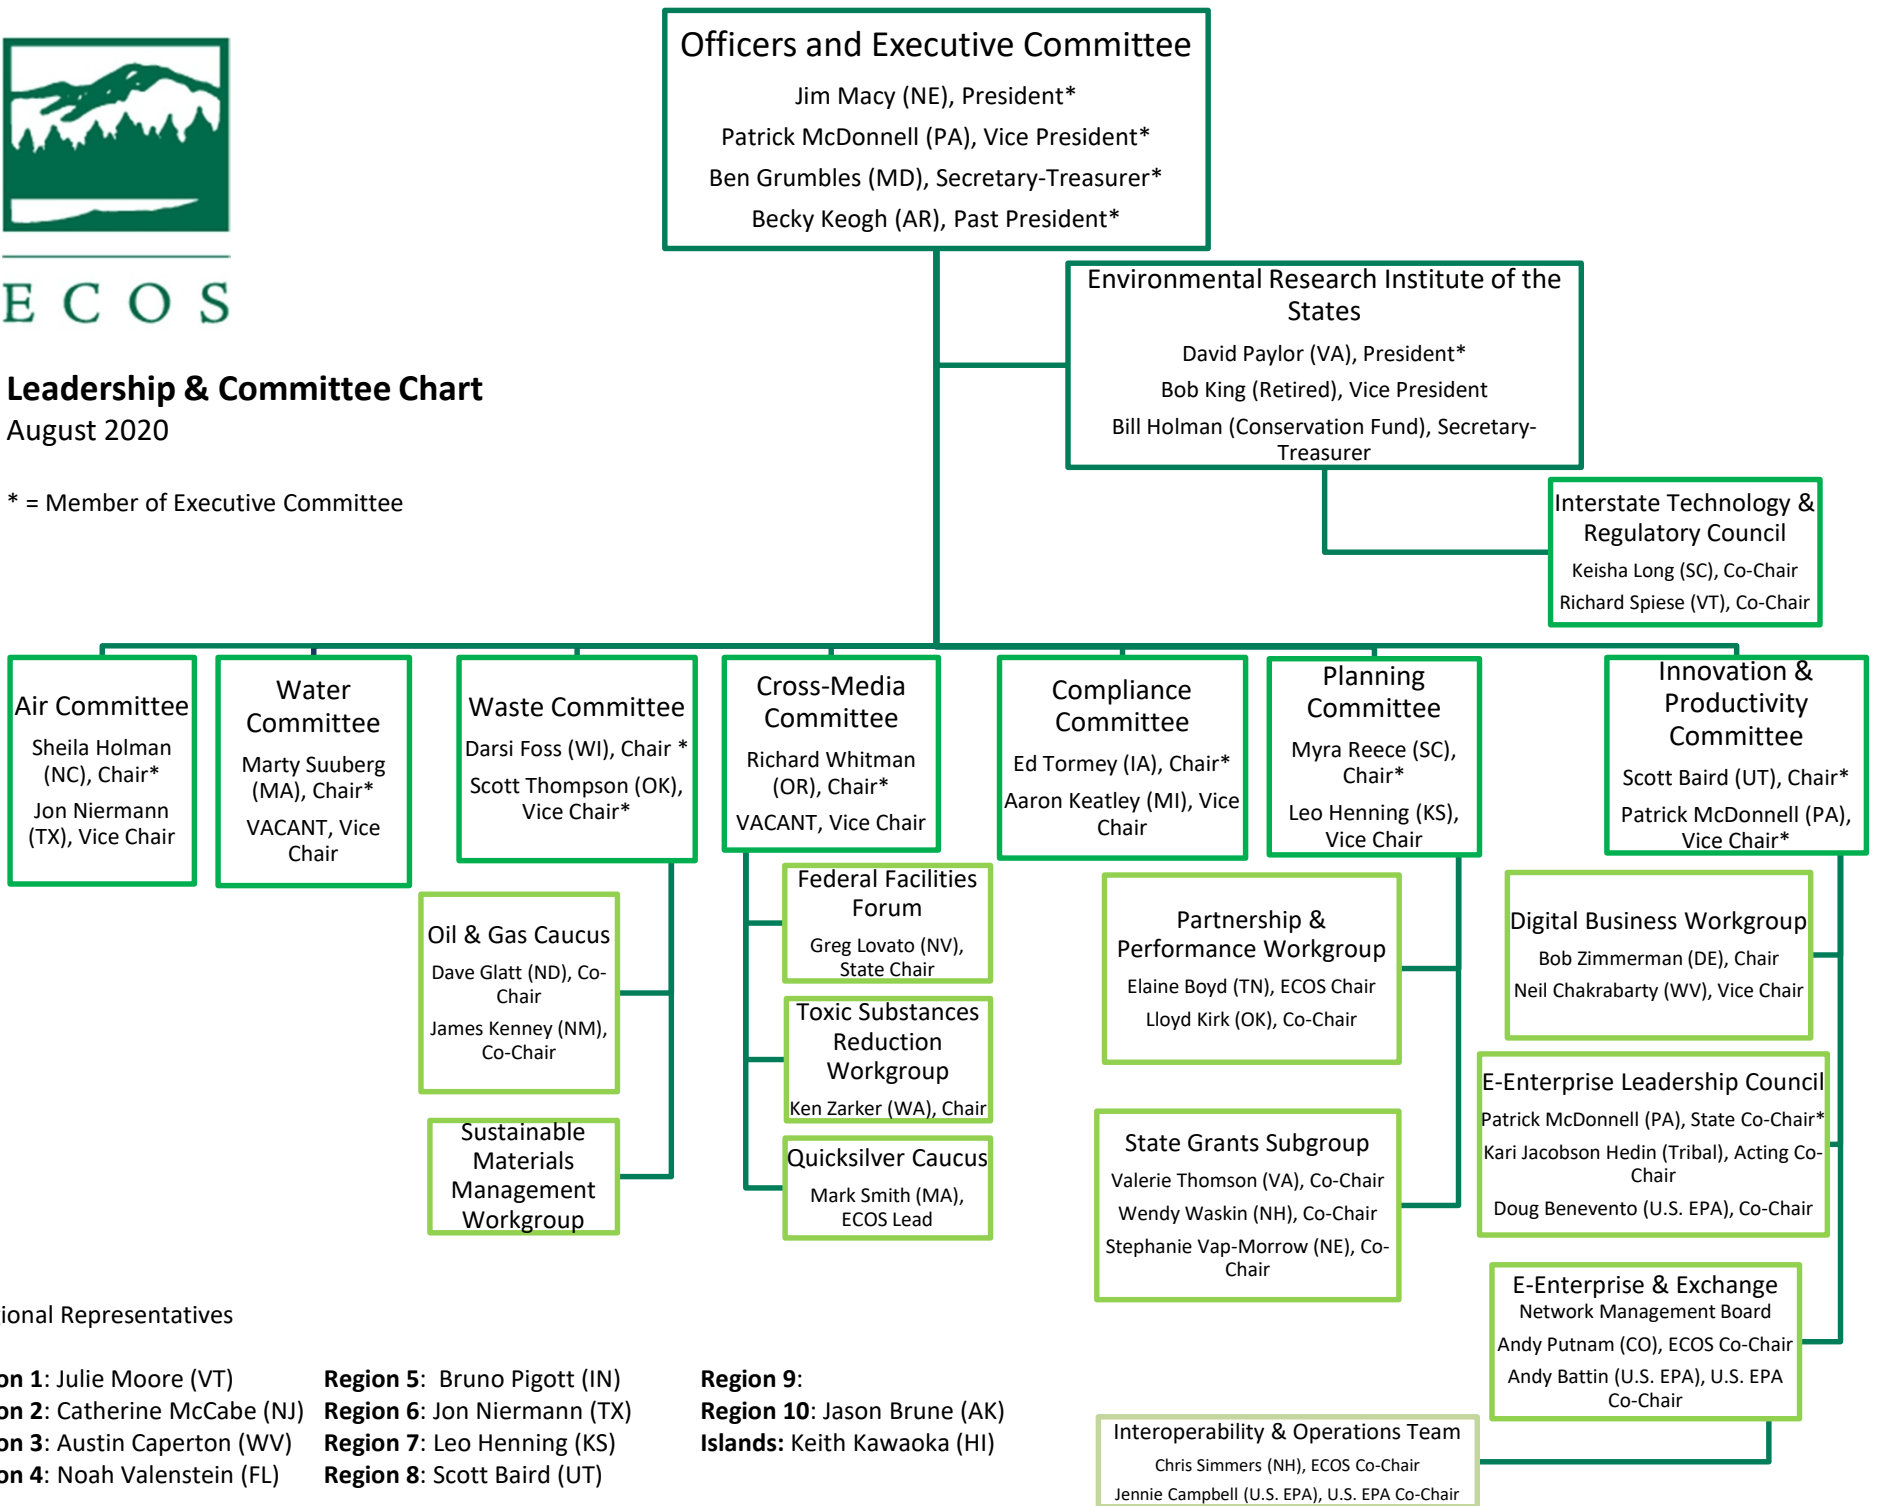 Officers and Executive Committee
Jim Macy (NE), President*
Patrick McDonnell (PA), Vice President*
Ben Grumbles (MD), Secretary-Treasurer*
Becky Keogh (AR), Past President*
ECOS
Leadership & Committee Chart
August 2020
* = Member of Executive Committee
Environmental Research Institute of the
States
David Paylor (VA), President*
Bob King (Retired), Vice President
Bill Holman (Conservation Fund), Secretary-
Treasurer
Interstate Technology &
Regulatory Council
Keisha Long (SC), Co-Chair
Richard Spiese (VT), Co-Chair
Air Committee
Sheila Holman
(NC), Chair*
Jon Niermann
(TX), Vice Chair
Water
Committee
Marty Suuberg
(MA), Chair*
VACANT, Vice
Chair
Waste Committee
Darsi Foss (WI), Chair *
Scott Thompson (OK),
Vice Chair*
Cross-Media
Committee
Richard Whitman
(OR), Chair*
VACANT, Vice Chair
Compliance
Committee
Ed Tormey (IA), Chair*
Aaron Keatley (MI), Vice
Chair
Planning
Committee
Myra Reece (SC),
Chair*
Leo Henning (KS),
Vice Chair
Innovation &
Productivity
Committee
Scott Baird (UT), Chair*
Patrick McDonnell (PA),
Vice Chair*
Oil & Gas Caucus
Dave Glatt (ND), Co-
Chair
James Kenney (NM),
Co-Chair
Sustainable
Materials
Management
Workgroup
Federal Facilities
Forum
Greg Lovato (NV),
State Chair
Toxic Substances
Reduction
Workgroup
Ken Zarker (WA), Chair
Quicksilver Caucus
Mark Smith (MA),
ECOS Lead
Partnership &
Performance Workgroup
Elaine Boyd (TN), ECOS Chair
Lloyd Kirk (OK), Co-Chair
State Grants Subgroup
Valerie Thomson (VA), Co-Chair
Wendy Waskin (NH), Co-Chair
Stephanie Vap-Morrow (NE), Co-
Chair
Digital Business Workgroup
Bob Zimmerman (DE), Chair
Neil Chakrabarty (WV), Vice Chair
E-Enterprise Leadership Council
Patrick McDonnell (PA), State Co-Chair*
Kari Jacobson Hedin (Tribal), Acting Co-
Chair
Doug Benevento (U.S. EPA), Co-Chair
E-Enterprise & Exchange
Network Management Board
Andy Putnam (CO), ECOS Co-Chair
Andy Battin (U.S. EPA), U.S. EPA
Co-Chair
Interoperability & Operations Team
Chris Simmers (NH), ECOS Co-Chair
Jennie Campbell (U.S. EPA), U.S. EPA Co-Chair
gional Representatives
on 1: Julie Moore (VT)
on 2: Catherine McCabe (NJ)
on 3: Austin Caperton (WV)
on 4: Noah Valenstein (FL)
Region 5: Bruno Pigott (IN)
Region 6: Jon Niermann (TX)
Region 7: Leo Henning (KS)
Region 8: Scott Baird (UT)
Region 9:
Region 10: Jason Brune (AK)
Islands: Keith Kawaoka (HI)